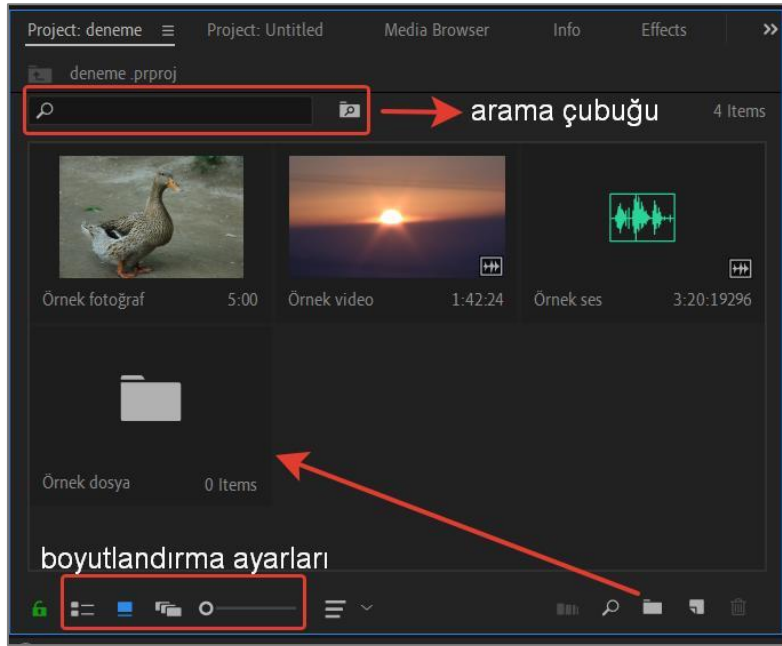 Project: deneme Project: Untitled Media Browser Info Effects
deneme .prproj
arama çubuğu 4 Items
Örnek fotoğraf 5:00 Örnek video 1:42:24 Örnek ses 3:20:19296
Örnek dosya 0 Items
boyutlandırma ayarları